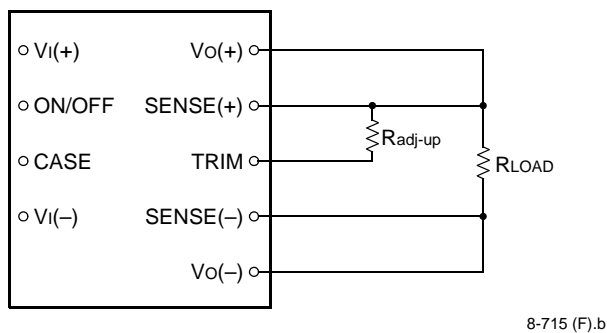 VI(+) VO(+)
ON/OFF SENSE(+)
Radj-up
CASE TRIM
RLOAD
VI(–) SENSE(–)
VO(–)
8-715 (F).b